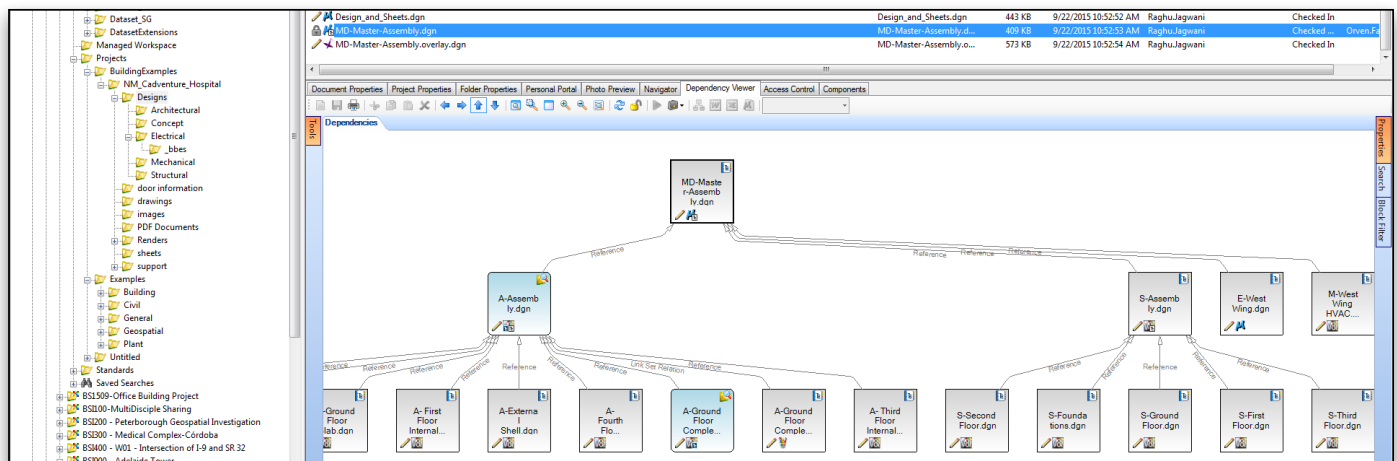 Dataset_SG
DatasetExtensions
Managed Workspace
Projects
BuildingExamples
NM_Cadventure_Hospital
Designs
Architectural
Concept
Electrical
_bbes
Mechanical
Structural
door information
drawings
images
PDF Documents
Renders
sheets
support
Examples
Building
Civil
General
Geospatial
Plant
Untitled
Standards
Saved Searches
BSI1509-Office Building Project
BSI100-MultiDisciple Sharing
BSI200 - Peterborough Geospatial Investigation
BSI300 - Medical Complex-Córdoba
BSI400 - W01 - Intersection of I-9 and SR 32
BSI900 - Adelaide Tower
Design_and_Sheets.dgn Design_and_Sheets.dgn 443 KB 9/22/2015 10:52:52 AM Raghu.Jagwani Checked In
MD-Master-Assembly.dgn MD-Master-Assembly.d... 409 KB 9/22/2015 10:52:53 AM Raghu.Jagwani Checked ... Orven.Fa
MD-Master-Assembly.overlay.dgn MD-Master-Assembly.o... 573 KB 9/22/2015 10:52:54 AM Raghu.Jagwani Checked In
Document Properties Project Properties Folder Properties Personal Portal Photo Preview Navigator Dependency Viewer Access Control Components
Tools
Dependencies
Properties
Search
Block Filter
MD-Maste
r-Assemb
ly.dgn
Reference
Reference Reference Reference
A-Assemb
ly.dgn
S-Assemb
ly.dgn
E-West
Wing.dgn
M-West
Wing
HVAC....
Reference Reference Reference Reference Reference Link Set Relation Reference
Reference Reference Reference Reference Reference
-Ground
Floor
lab.dgn
A- First
Floor
Internal...
A-Externa
l
Shell.dgn
A-
Fourth
Flo...
A-Ground
Floor
Comple...
A-Ground
Floor
Comple...
A- Third
Floor
Internal...
S-Second
Floor.dgn
S-Founda
tions.dgn
S-Ground
Floor.dgn
S-First
Floor.dgn
S-Third
Floor.dgn